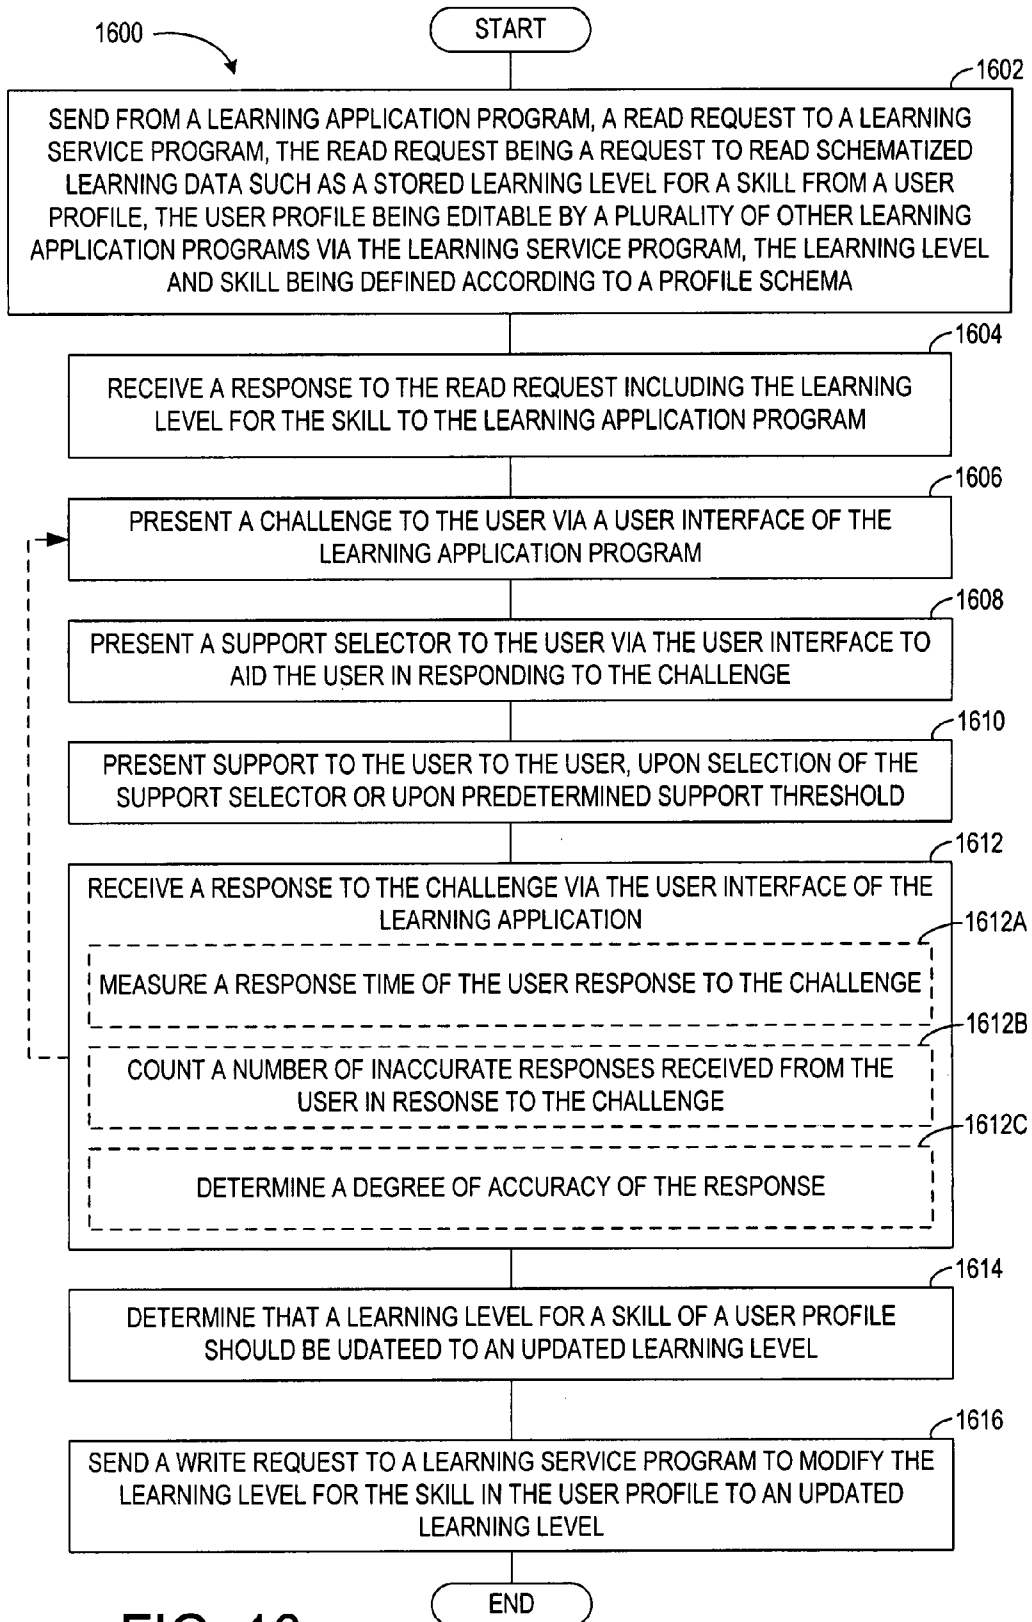 1600
START
1602
SEND FROM A LEARNING APPLICATION PROGRAM, A READ REQUEST TO A LEARNING
SERVICE PROGRAM, THE READ REQUEST BEING A REQUEST TO READ SCHEMATIZED
LEARNING DATA SUCH AS A STORED LEARNING LEVEL FOR A SKILL FROM A USER
PROFILE, THE USER PROFILE BEING EDITABLE BY A PLURALITY OF OTHER LEARNING
APPLICATION PROGRAMS VIA THE LEARNING SERVICE PROGRAM, THE LEARNING LEVEL
AND SKILL BEING DEFINED ACCORDING TO A PROFILE SCHEMA
1604
RECEIVE A RESPONSE TO THE READ REQUEST INCLUDING THE LEARNING
LEVEL FOR THE SKILL TO THE LEARNING APPLICATION PROGRAM
1606
PRESENT A CHALLENGE TO THE USER VIA A USER INTERFACE OF THE
LEARNING APPLICATION PROGRAM
1608
PRESENT A SUPPORT SELECTOR TO THE USER VIA THE USER INTERFACE TO
AID THE USER IN RESPONDING TO THE CHALLENGE
1610
PRESENT SUPPORT TO THE USER TO THE USER, UPON SELECTION OF THE
SUPPORT SELECTOR OR UPON PREDETERMINED SUPPORT THRESHOLD
1612
RECEIVE A RESPONSE TO THE CHALLENGE VIA THE USER INTERFACE OF THE
LEARNING APPLICATION
1612A
MEASURE A RESPONSE TIME OF THE USER RESPONSE TO THE CHALLENGE
1612B
COUNT A NUMBER OF INACCURATE RESPONSES RECEIVED FROM THE
USER IN RESONSE TO THE CHALLENGE
1612C
DETERMINE A DEGREE OF ACCURACY OF THE RESPONSE
1614
DETERMINE THAT A LEARNING LEVEL FOR A SKILL OF A USER PROFILE
SHOULD BE UDATEED TO AN UPDATED LEARNING LEVEL
1616
SEND A WRITE REQUEST TO A LEARNING SERVICE PROGRAM TO MODIFY THE
LEARNING LEVEL FOR THE SKILL IN THE USER PROFILE TO AN UPDATED
LEARNING LEVEL
END